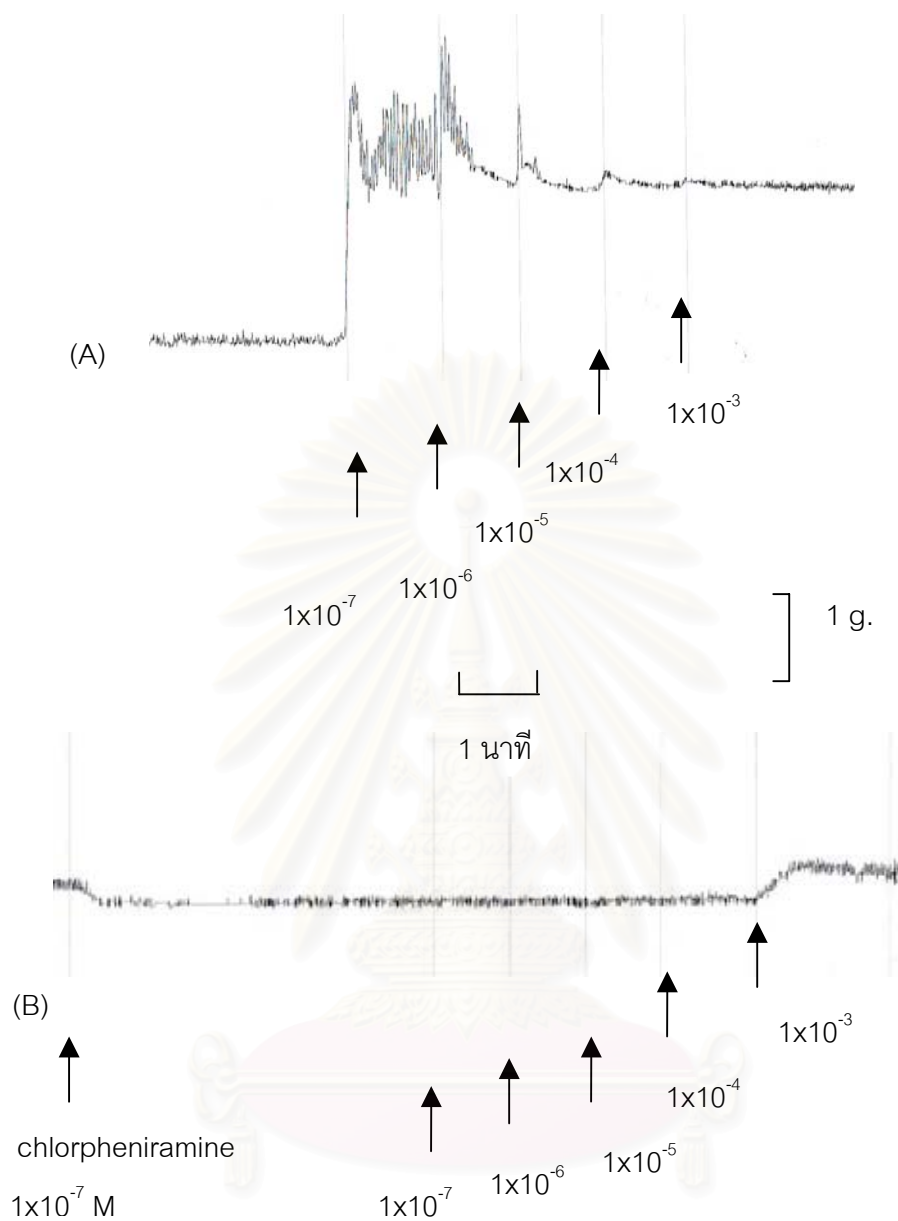 (A)
1x10⁻³
1x10⁻⁴
1x10⁻⁵
1x10⁻⁶
1x10⁻⁷
1 g.
1 นาที
(B)
1x10⁻³
1x10⁻⁴
1x10⁻⁵
1x10⁻⁶
1x10⁻⁷
chlorpheniramine
1x10⁻⁷ M